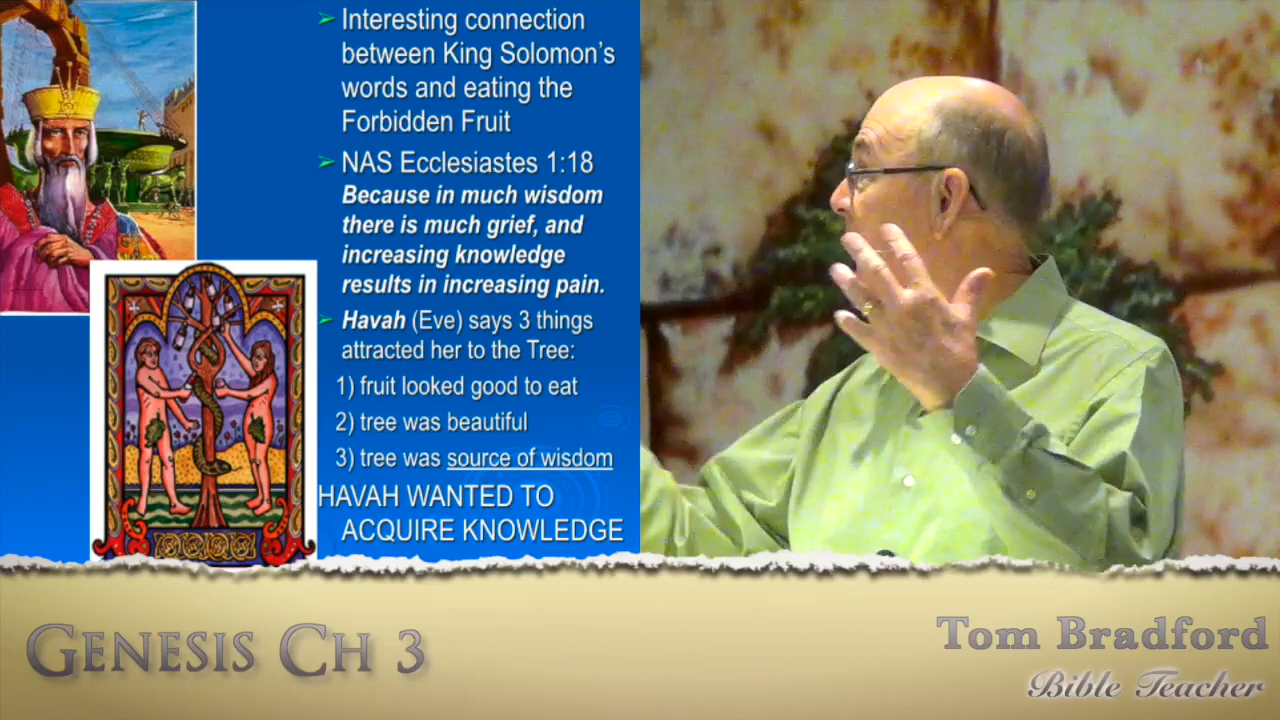 Interesting connection
between King Solomon's
words and eating the
Forbidden Fruit
NAS Ecclesiastes 1:18
Because in much wisdom
there is much grief, and
increasing knowledge
results in increasing pain.
Havah (Eve) says 3 things
attracted her to the Tree:
1) fruit looked good to eat
2) tree was beautiful
3) tree was source of wisdom
HAVAH WANTED TO
ACQUIRE KNOWLEDGE
Genesis Ch 3
Tom Bradford
Bible Teacher